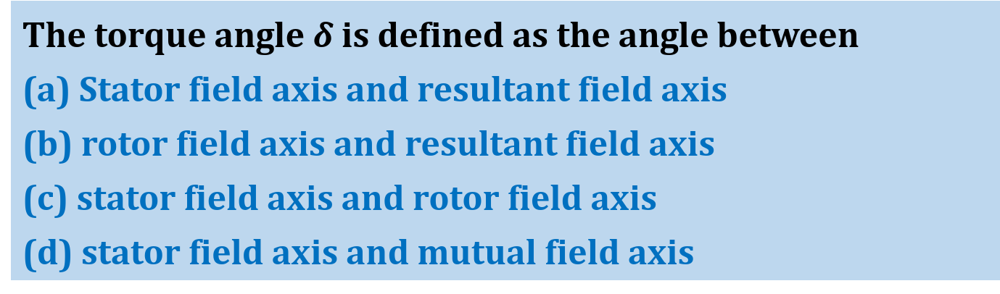 The torque angle δ is defined as the angle between
(a) Stator field axis and resultant field axis
(b) rotor field axis and resultant field axis
(c) stator field axis and rotor field axis
(d) stator field axis and mutual field axis